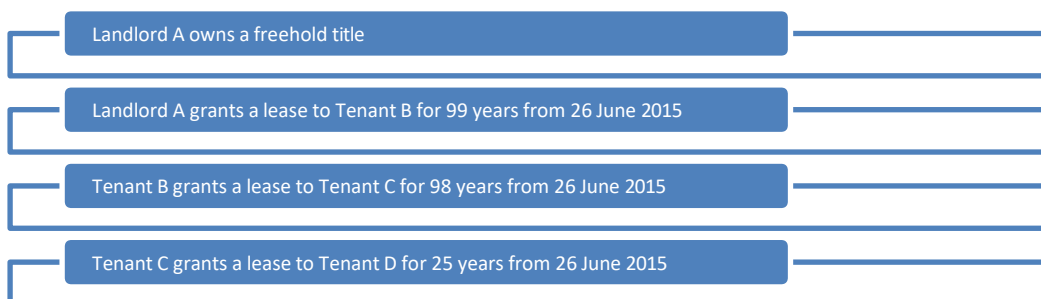 Landlord A owns a freehold title
Landlord A grants a lease to Tenant B for 99 years from 26 June 2015
Tenant B grants a lease to Tenant C for 98 years from 26 June 2015
Tenant C grants a lease to Tenant D for 25 years from 26 June 2015